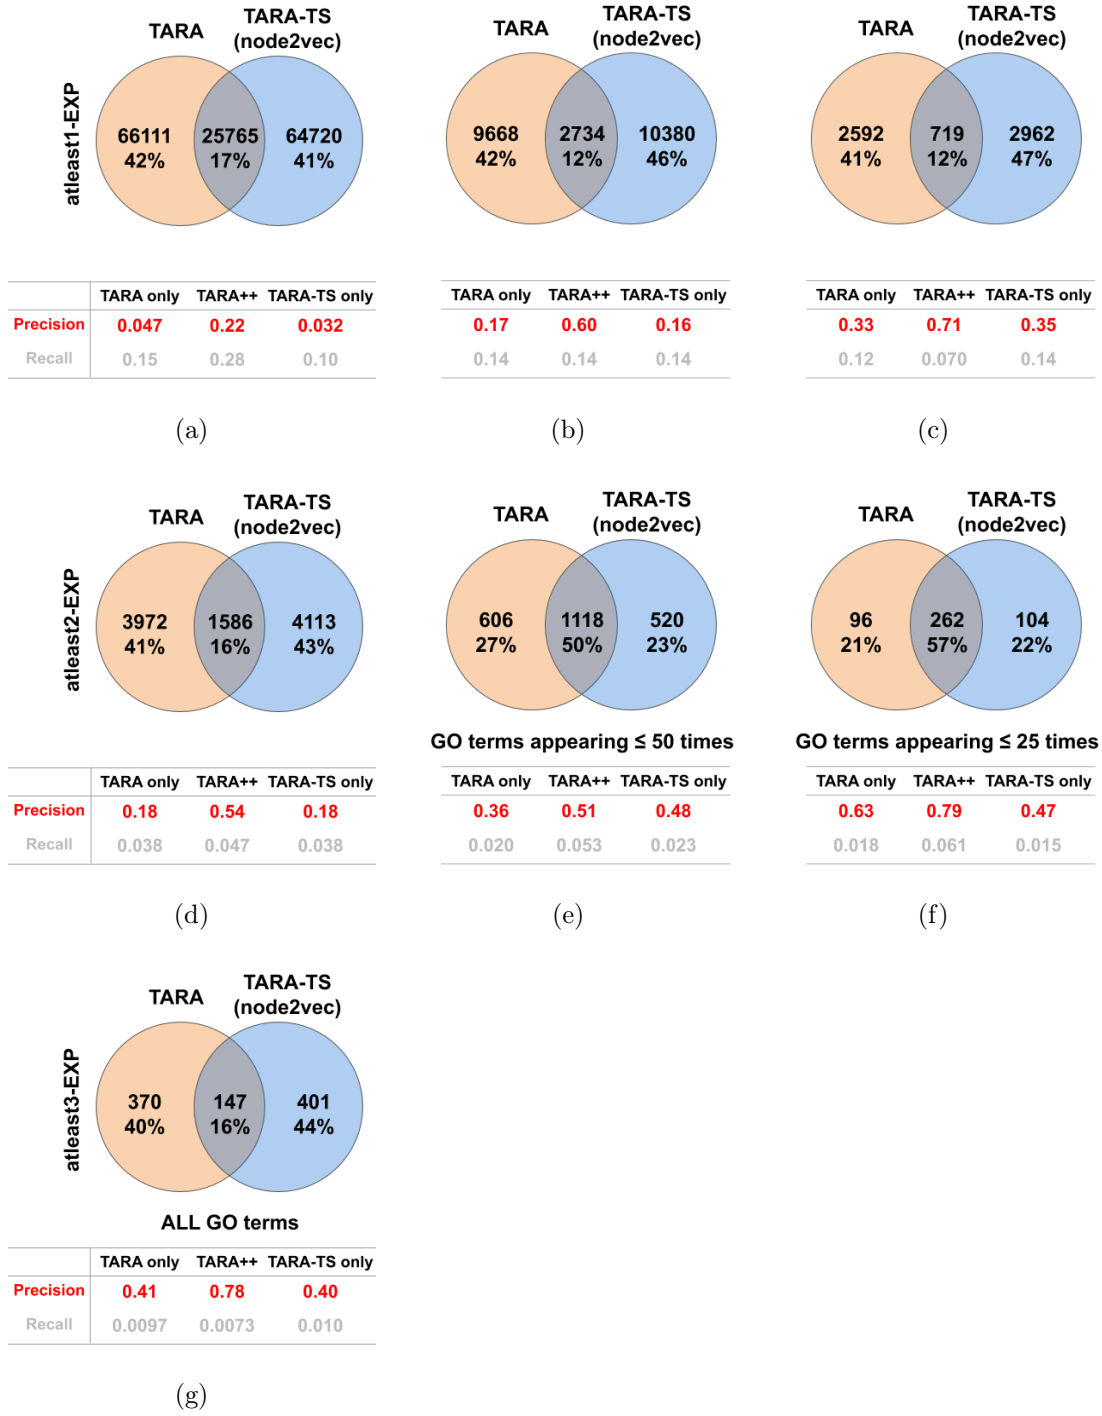 TARA
TARA-TS
(node2vec)
atleast1-EXP
66111
42%
25765
17%
64720
41%
TARA only TARA++ TARA-TS only
Precision 0.047 0.22 0.032
Recall 0.15 0.28 0.10
(a)
TARA
TARA-TS
(node2vec)
9668
42%
2734
12%
10380
46%
TARA only TARA++ TARA-TS only
0.17 0.60 0.16
0.14 0.14 0.14
(b)
TARA
TARA-TS
(node2vec)
2592
41%
719
12%
2962
47%
TARA only TARA++ TARA-TS only
0.33 0.71 0.35
0.12 0.070 0.14
(c)
TARA
TARA-TS
(node2vec)
atleast2-EXP
3972
41%
1586
16%
4113
43%
TARA only TARA++ TARA-TS only
Precision 0.18 0.54 0.18
Recall 0.038 0.047 0.038
(d)
TARA
TARA-TS
(node2vec)
606
27%
1118
50%
520
23%
GO terms appearing ≤ 50 times
TARA only TARA++ TARA-TS only
0.36 0.51 0.48
0.020 0.053 0.023
(e)
TARA
TARA-TS
(node2vec)
96
21%
262
57%
104
22%
GO terms appearing ≤ 25 times
TARA only TARA++ TARA-TS only
0.63 0.79 0.47
0.018 0.061 0.015
(f)
TARA
TARA-TS
(node2vec)
atleast3-EXP
370
40%
147
16%
401
44%
ALL GO terms
TARA only TARA++ TARA-TS only
Precision 0.41 0.78 0.40
Recall 0.0097 0.0073 0.010
(g)